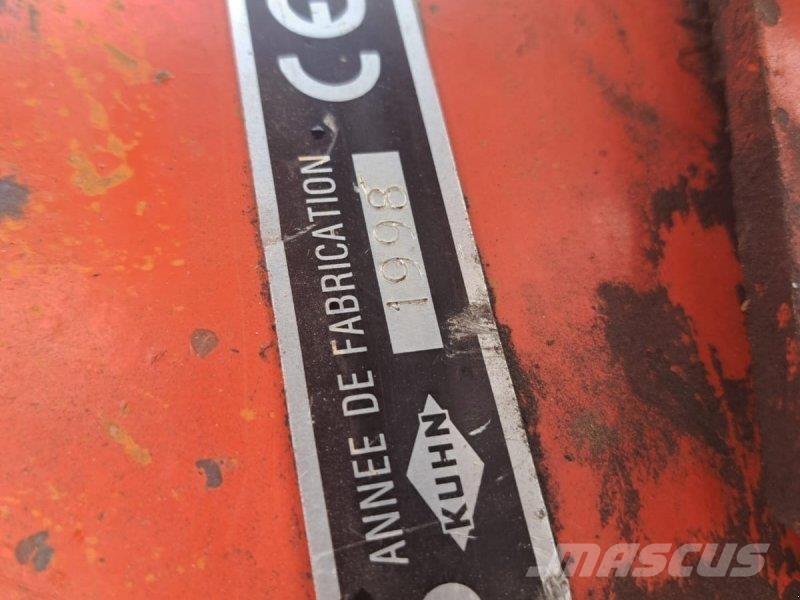 CE
ANNEE DE FABRICATION
1998
KUHN
MASCUS